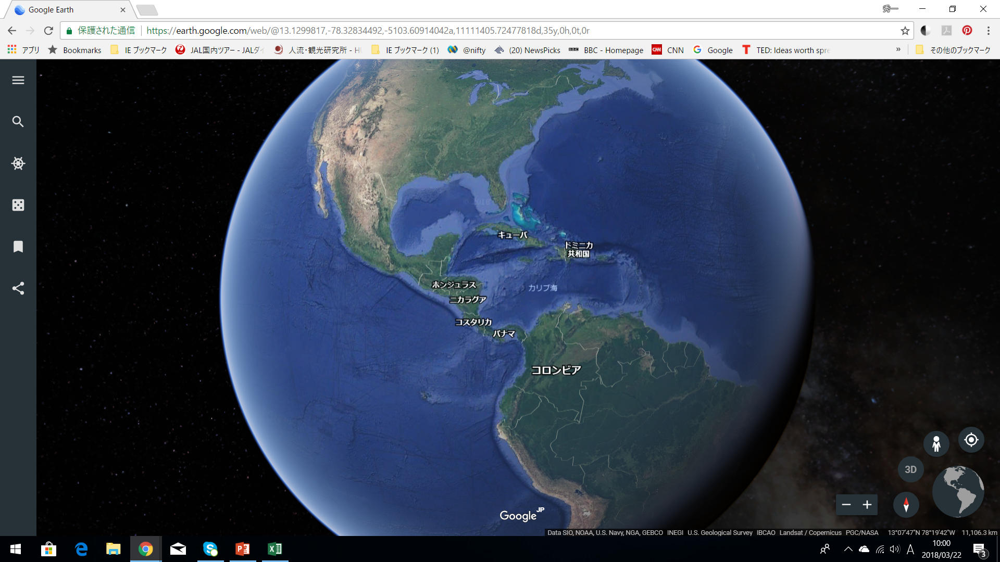 Google Earth
秀一
保護された通信
https://earth.google.com/web/@13.1299817,-78.32834492,-5103.60914042a,11111405.72477818d,35y,0h,0t,0r
アプリ Bookmarks IE ブックマーク JAL国内ツアー - JALダイ 人流・観光研究所 - HU IE ブックマーク (1) @nifty (20) NewsPicks BBC - Homepage CNN Google TED: Ideas worth spre » その他のブックマーク
キューバ
ドミニカ
共和国
ホンジュラス
カリブ海
ニカラグア
コスタリカ
パナマ
コロンビア
3D
Google JP
Data SIO, NOAA, U.S. Navy, NGA, GEBCO INEGI U.S. Geological Survey IBCAO Landsat / Copernicus PGC/NASA 13°07'47"N 78°19'42"W 11,106.3 km
A
10:00
2018/03/22
3